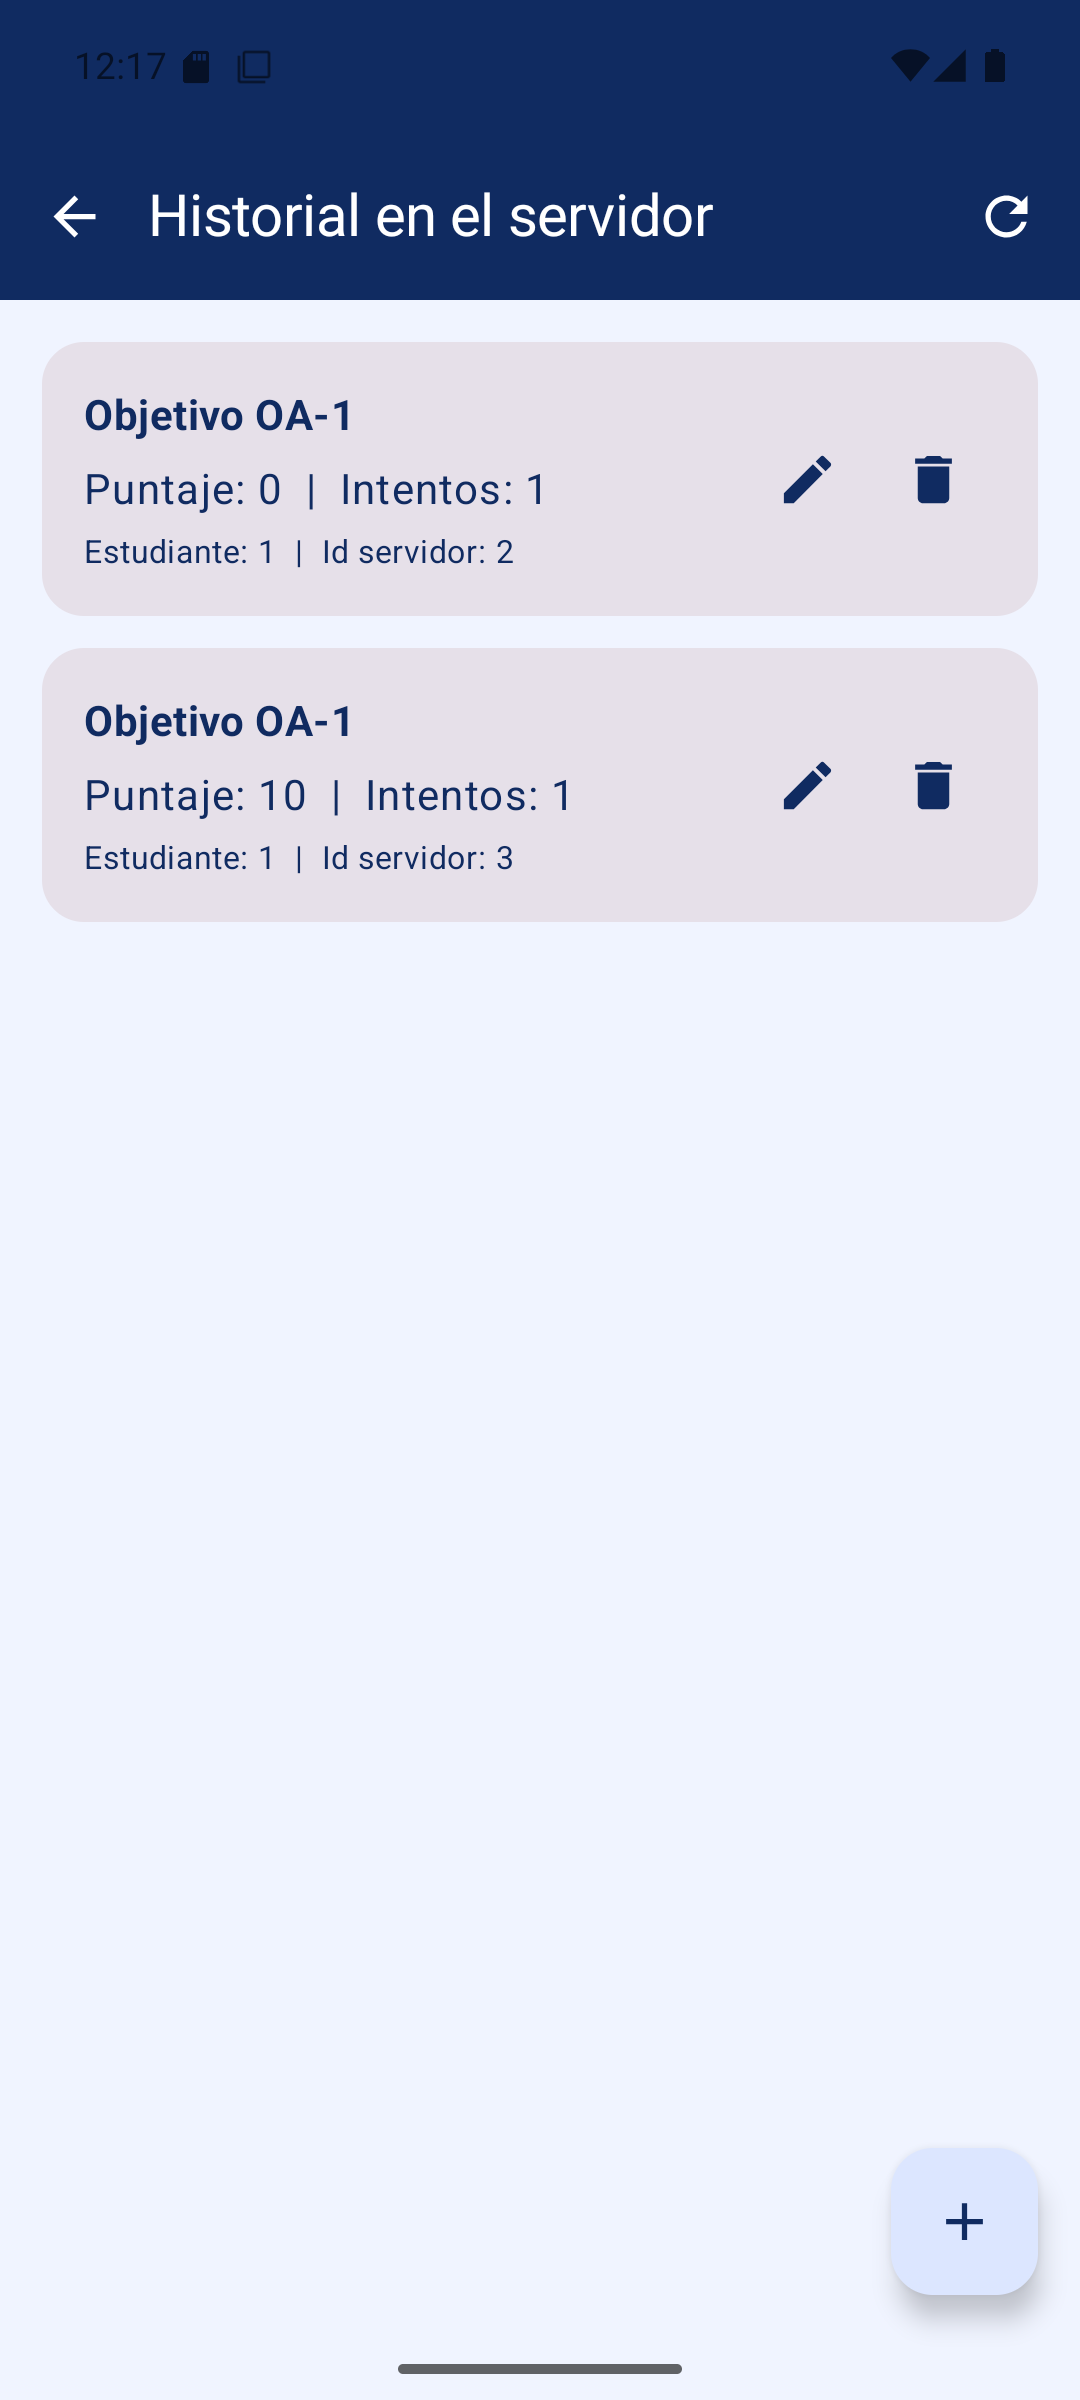 12:17
Historial en el servidor
Objetivo OA-1
Puntaje: 0 | Intentos: 1
Estudiante: 1 | Id servidor: 2
Objetivo OA-1
Puntaje: 10 | Intentos: 1
Estudiante: 1 | Id servidor: 3